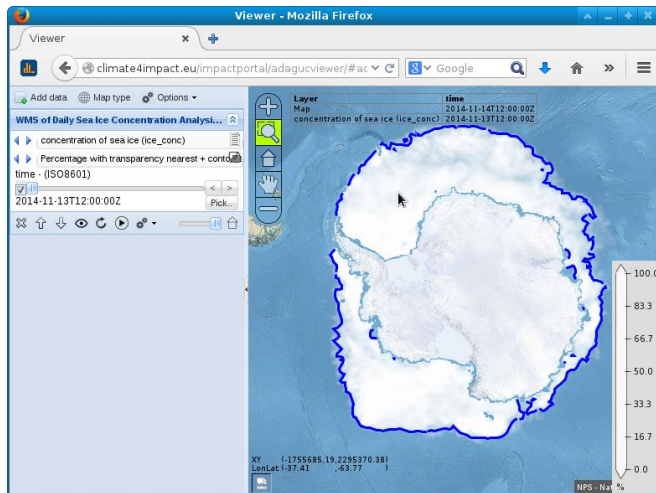 Viewer - Mozilla Firefox
Viewer
climate4impact.eu/impactportal/adagucviewer/#ac
Google
Add data
Map type
Options
WMS of Daily Sea Ice Concentration Analysi...
concentration of sea ice (ice_conc)
Percentage with transparency nearest + conto
time - (ISO8601)
2014-11-13T12:00:00Z
Pick..
Layer time
Map 2014-11-14T12:00:00Z
concentration of sea ice (ice_conc) 2014-11-13T12:00:00Z
100.0
83.3
66.7
50.0
33.3
16.7
0.0
%
XY (-1755685.19,2295370.38)
LonLat (-37.41 ,-63.77 )
NPS - Nat